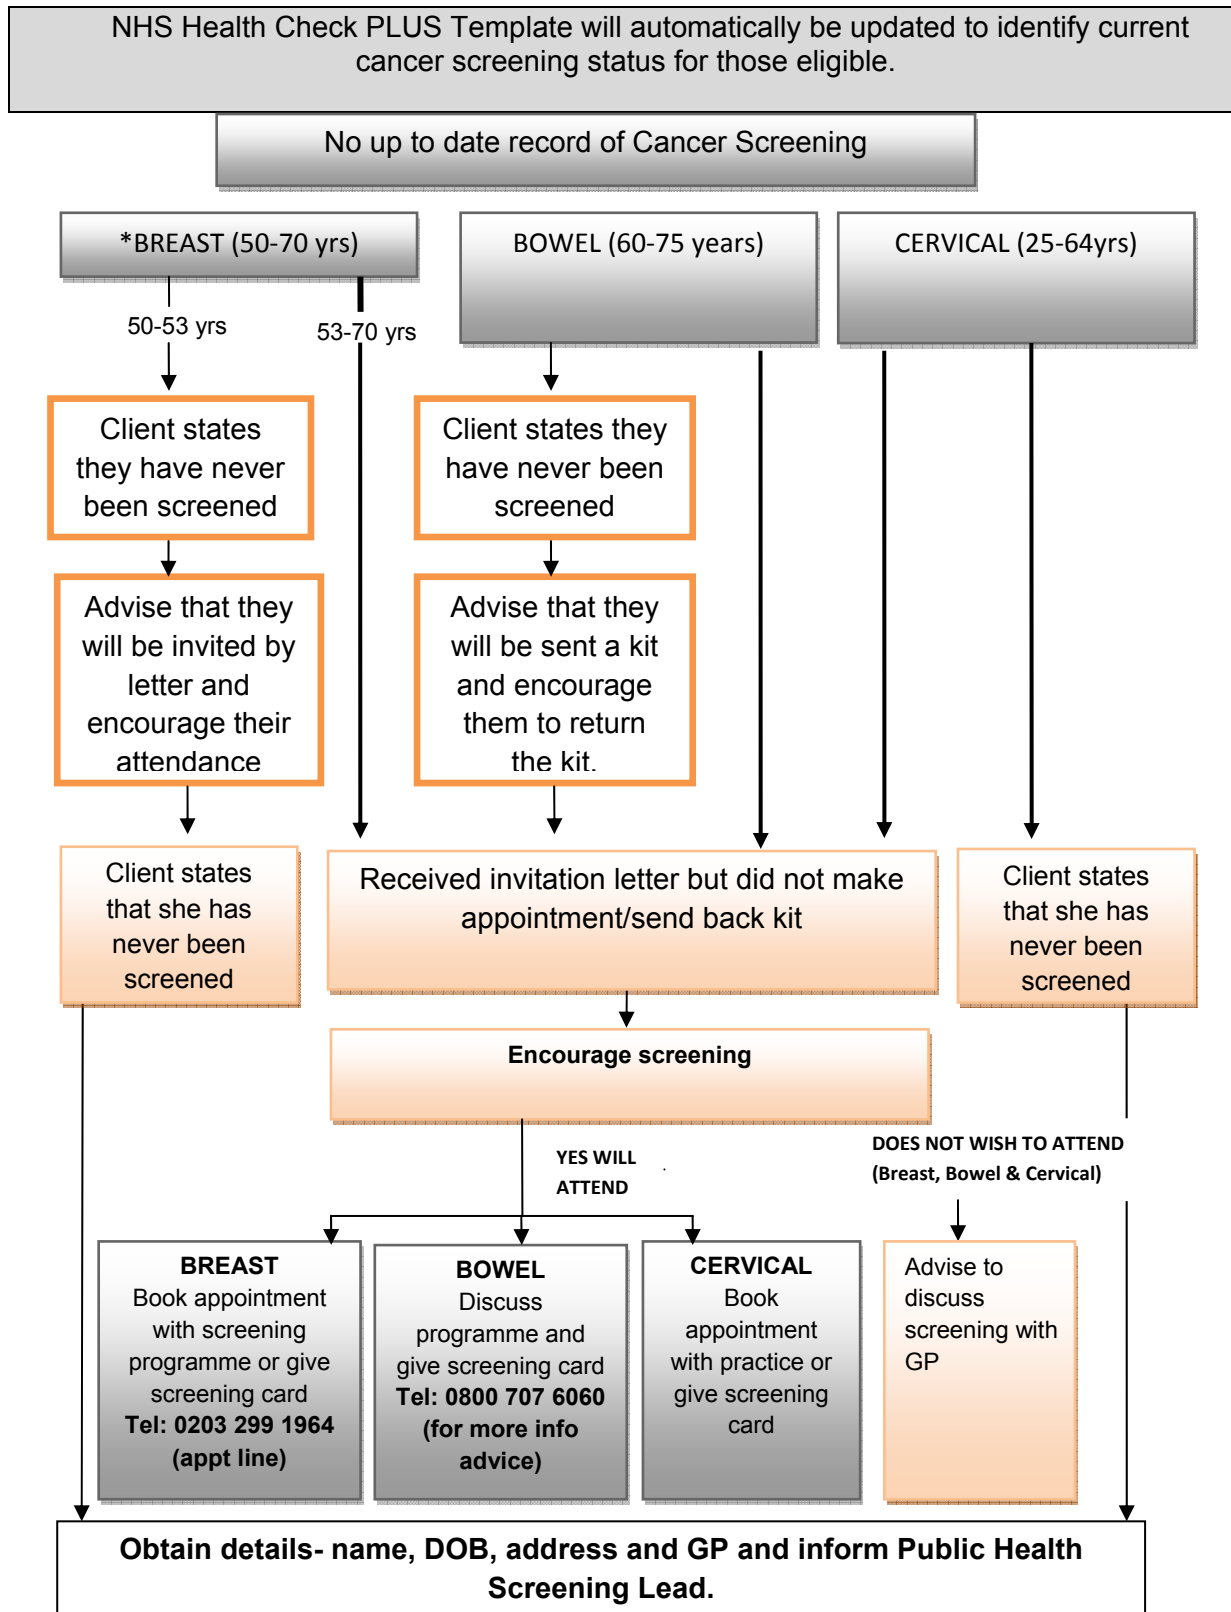 NHS Health Check PLUS Template will automatically be updated to identify current
cancer screening status for those eligible.
No up to date record of Cancer Screening
*BREAST (50-70 yrs)
BOWEL (60-75 years)
CERVICAL (25-64yrs)
50-53 yrs
53-70 yrs
Client states
they have never
been screened
Client states they
have never been
screened
Advise that they
will be invited by
letter and
encourage their
attendance
Advise that they
will be sent a kit
and encourage
them to return
the kit.
Client states
that she has
never been
screened
Received invitation letter but did not make
appointment/send back kit
Client states
that she has
never been
screened
Encourage screening
YES WILL
ATTEND
DOES NOT WISH TO ATTEND
(Breast, Bowel & Cervical)
BREAST
Book appointment
with screening
programme or give
screening card
Tel: 0203 299 1964
(appt line)
BOWEL
Discuss
programme and
give screening card
Tel: 0800 707 6060
(for more info
advice)
CERVICAL
Book
appointment
with practice or
give screening
card
Advise to
discuss
screening with
GP
Obtain details- name, DOB, address and GP and inform Public Health
Screening Lead.